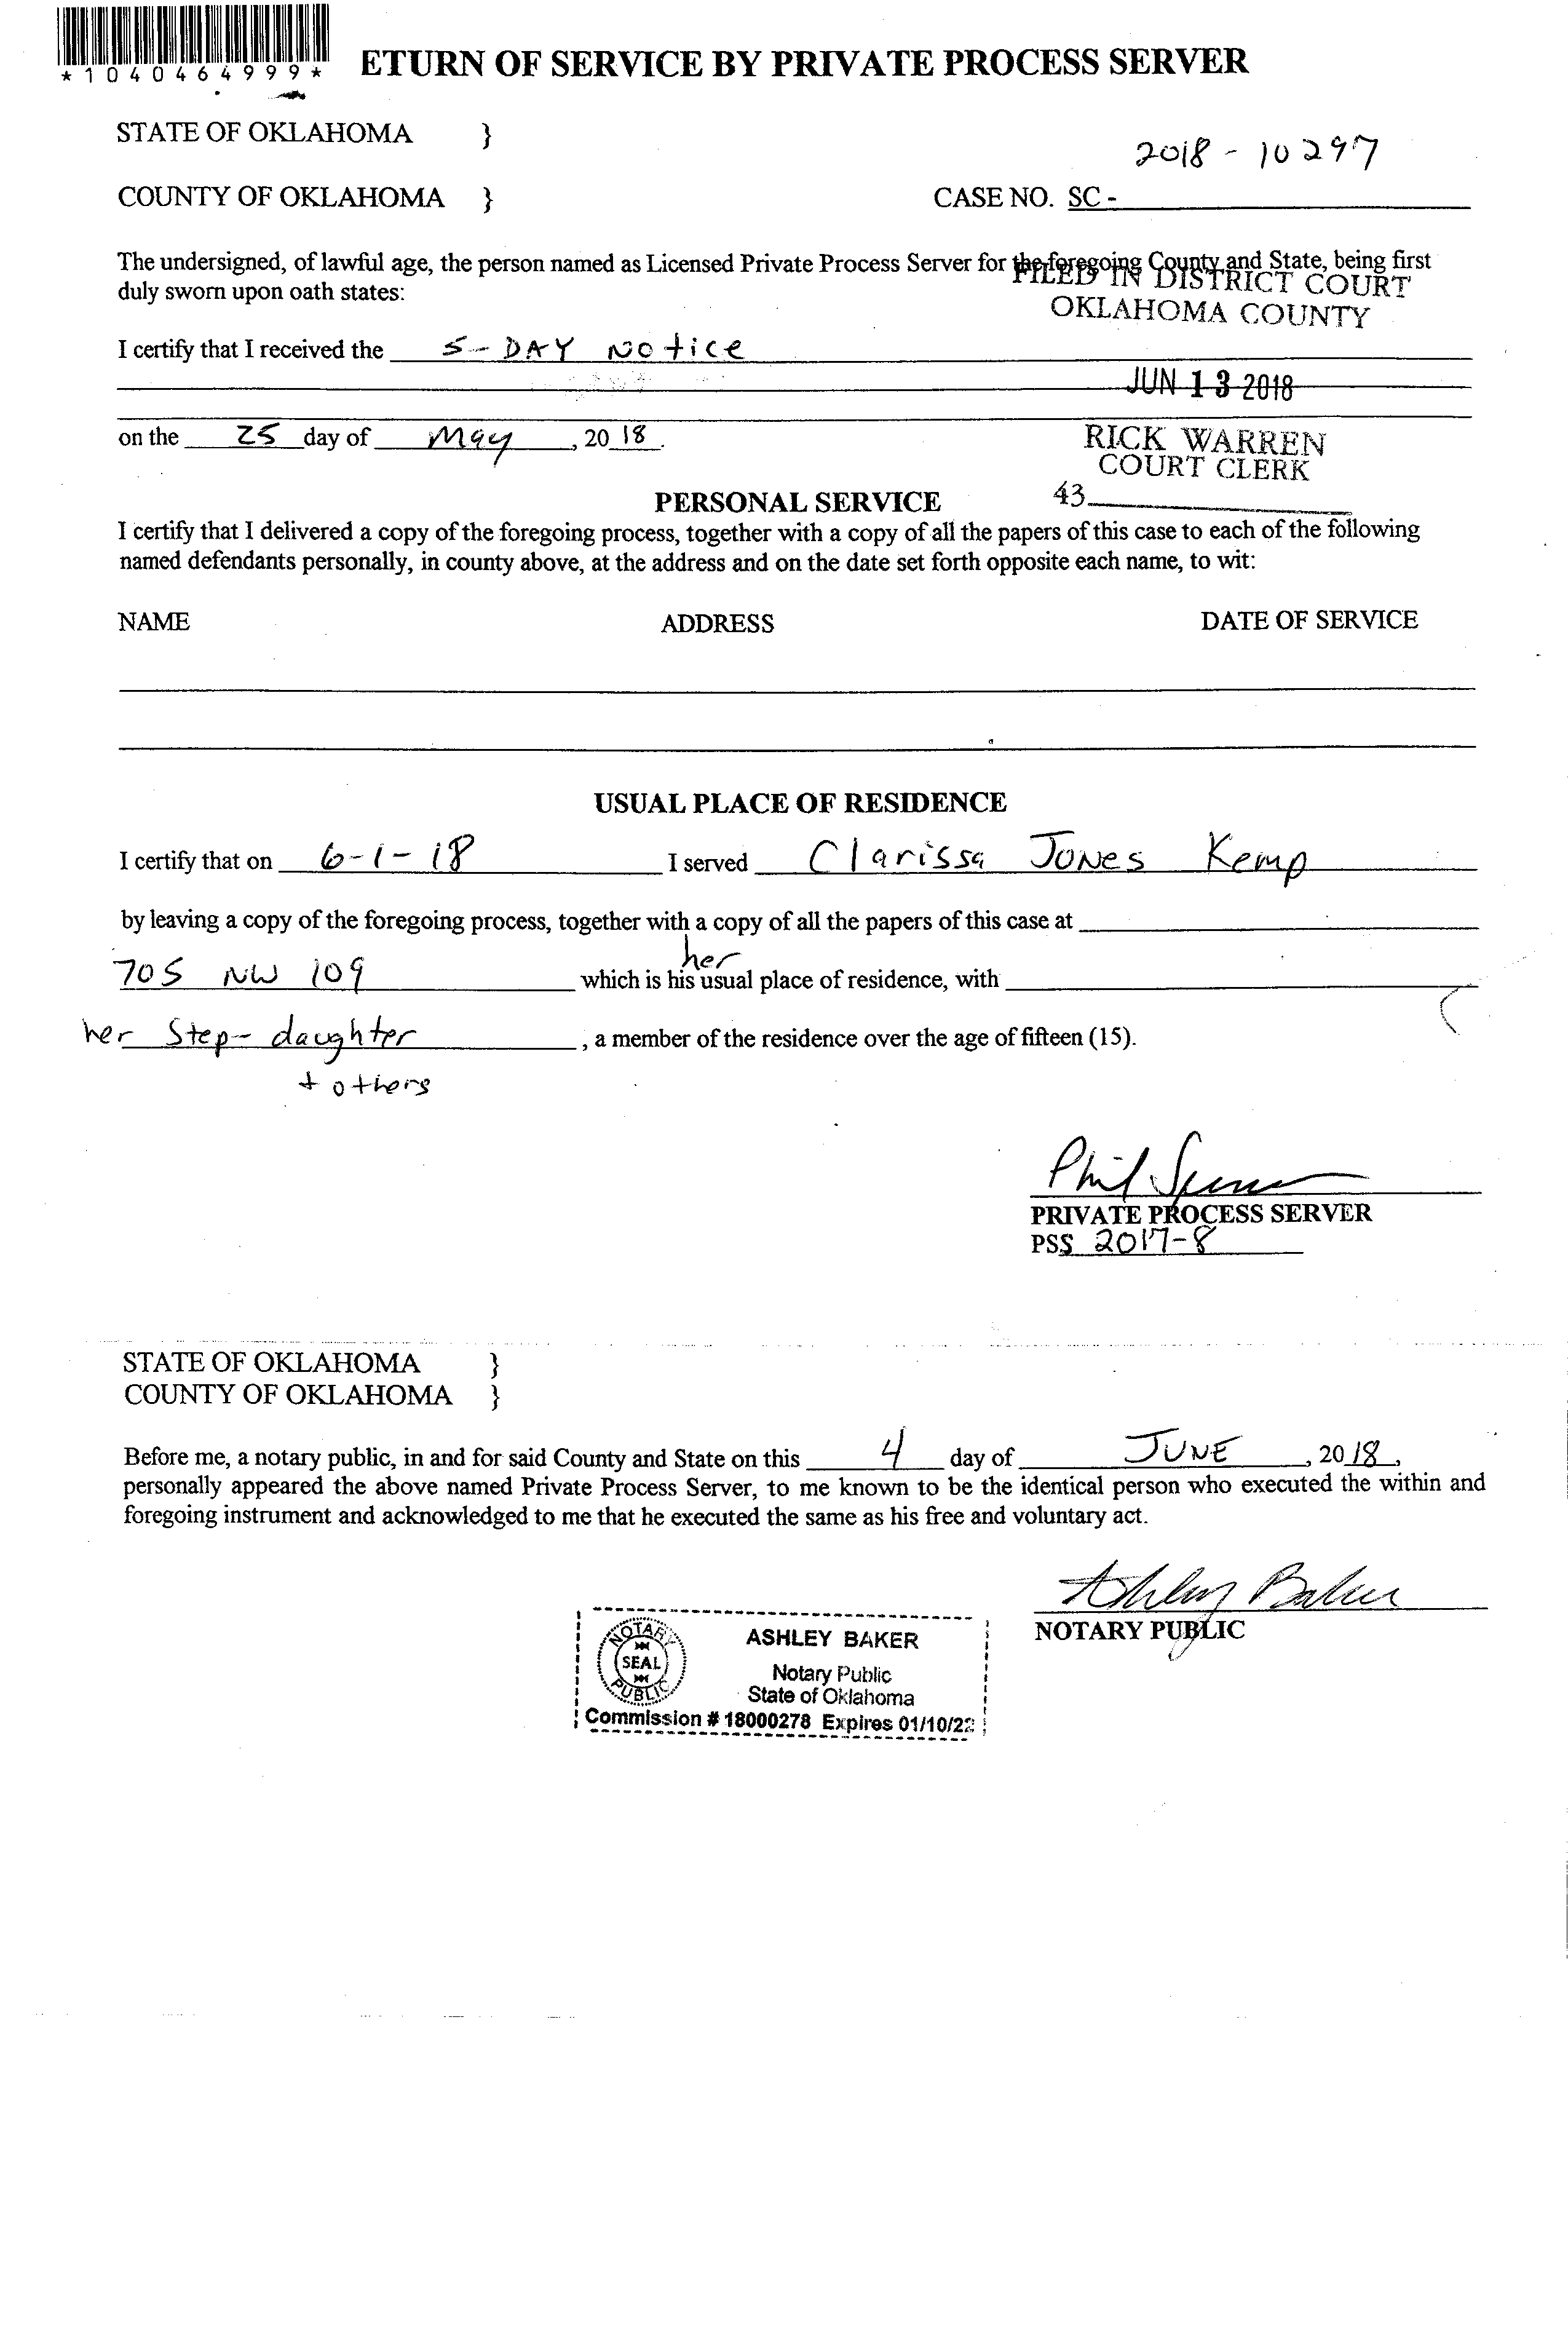 *1040464999*
ETURN OF SERVICE BY PRIVATE PROCESS SERVER
STATE OF OKLAHOMA }
2018-10297
COUNTY OF OKLAHOMA } CASE NO. SC -
The undersigned, of lawful age, the person named as Licensed Private Process Server for the foregoing County and State, being first
FILED IN DISTRICT COURT
duly sworn upon oath states:
OKLAHOMA COUNTY
I certify that I received the 5-DAY Notice
JUN 13 2018
on the 25 day of May, 2018.
RICK WARREN
COURT CLERK
43
PERSONAL SERVICE
I certify that I delivered a copy of the foregoing process, together with a copy of all the papers of this case to each of the following
named defendants personally, in county above, at the address and on the date set forth opposite each name, to wit:
NAME ADDRESS DATE OF SERVICE
USUAL PLACE OF RESIDENCE
I certify that on 6-1-18 I served Clarissa Jones Kemp
by leaving a copy of the foregoing process, together with a copy of all the papers of this case at
her
705 NW 109 which is his usual place of residence, with
her Step-daughter, a member of the residence over the age of fifteen (15).
+ others
Phil
PRIVATE PROCESS SERVER
PSS 2017-8
STATE OF OKLAHOMA }
COUNTY OF OKLAHOMA }
Before me, a notary public, in and for said County and State on this 4 day of JUNE, 2018,
personally appeared the above named Private Process Server, to me known to be the identical person who executed the within and
foregoing instrument and acknowledged to me that he executed the same as his free and voluntary act.
Ashley Baker
NOTARY PUBLIC
NOTARY PUBLIC SEAL
ASHLEY BAKER
Notary Public
State of Oklahoma
Commission # 18000278 Expires 01/10/22